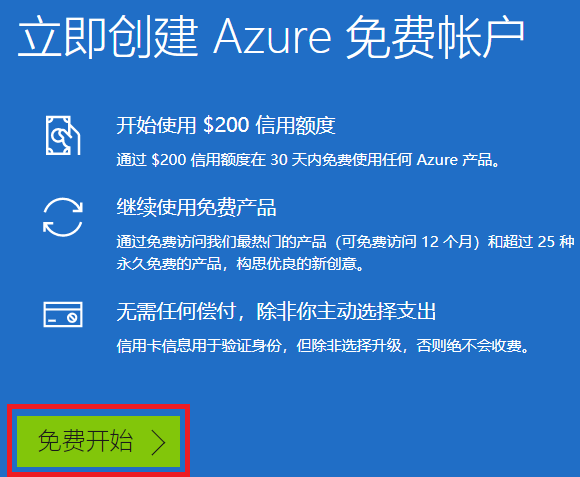 立即创建 Azure 免费帐户
开始使用 $200 信用额度
通过 $200 信用额度在 30 天内免费使用任何 Azure 产品。
继续使用免费产品
通过免费访问我们最热门的产品（可免费访问 12 个月）和超过 25 种
永久免费的产品，构思优良的新创意。
无需任何偿付，除非你主动选择支出
信用卡信息用于验证身份，但除非选择升级，否则绝不会收费。
免费开始